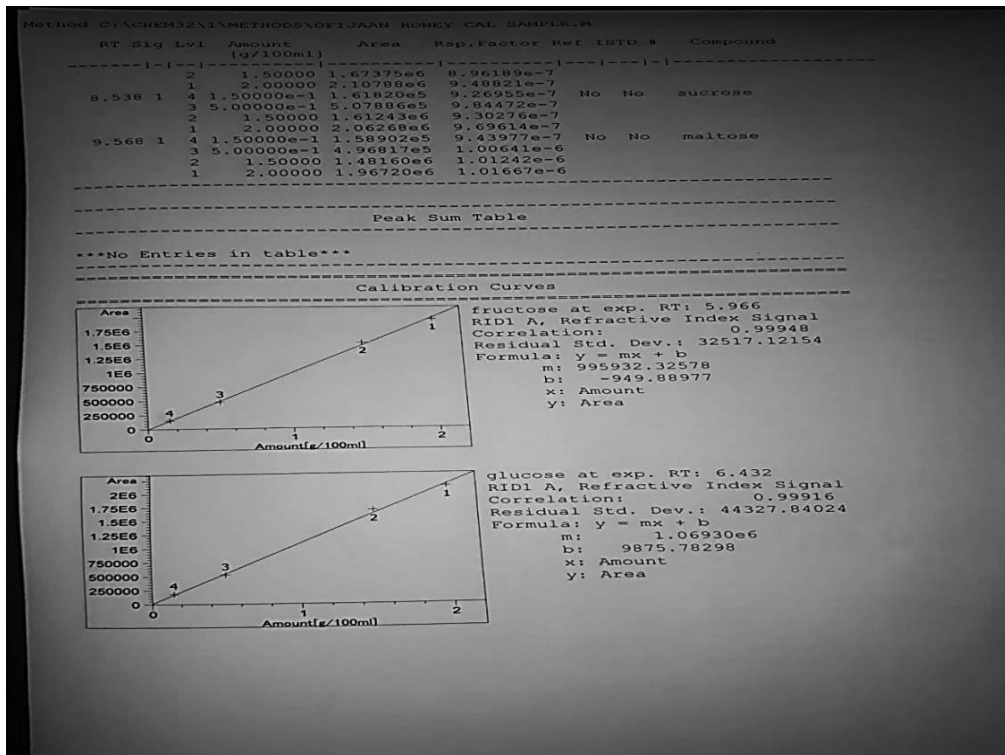 Method C:\CHEM32\1\METHODS\OFIJAAN HONEY CAL SAMPLR.M
RT Sig Lvl Amount Area Rsp.Factor Ref ISTD # Compound
[g/100ml]
-------|-|--|----------|----------|----------|---|----|-|--------------------
2 1.50000 1.67375e6 8.96189e-7
1 2.00000 2.10788e6 9.48821e-7
8.538 1 4 1.50000e-1 1.61820e5 9.26955e-7 No No sucrose
3 5.00000e-1 5.07886e5 9.84472e-7
2 1.50000 1.61243e6 9.30276e-7
1 2.00000 2.06268e6 9.69614e-7
9.568 1 4 1.50000e-1 1.58902e5 9.43977e-7 No No maltose
3 5.00000e-1 4.96817e5 1.00641e-6
2 1.50000 1.48160e6 1.01242e-6
1 2.00000 1.96720e6 1.01667e-6
Peak Sum Table
***No Entries in table***
Calibration Curves
fructose at exp. RT: 5.966
RID1 A, Refractive Index Signal
Correlation: 0.99948
Residual Std. Dev.: 32517.12154
Formula: y = mx + b
m: 995932.32578
b: -949.88977
x: Amount
y: Area
Area
1.75E6
1.5E6
1.25E6
1E6
750000
500000
250000
0
1
2
3
4
0 1 2
Amount[g/100ml]
glucose at exp. RT: 6.432
RID1 A, Refractive Index Signal
Correlation: 0.99916
Residual Std. Dev.: 44327.84024
Formula: y = mx + b
m: 1.06930e6
b: 9875.78298
x: Amount
y: Area
Area
2E6
1.75E6
1.5E6
1.25E6
1E6
750000
500000
250000
0
1
2
3
4
0 1 2
Amount[g/100ml]